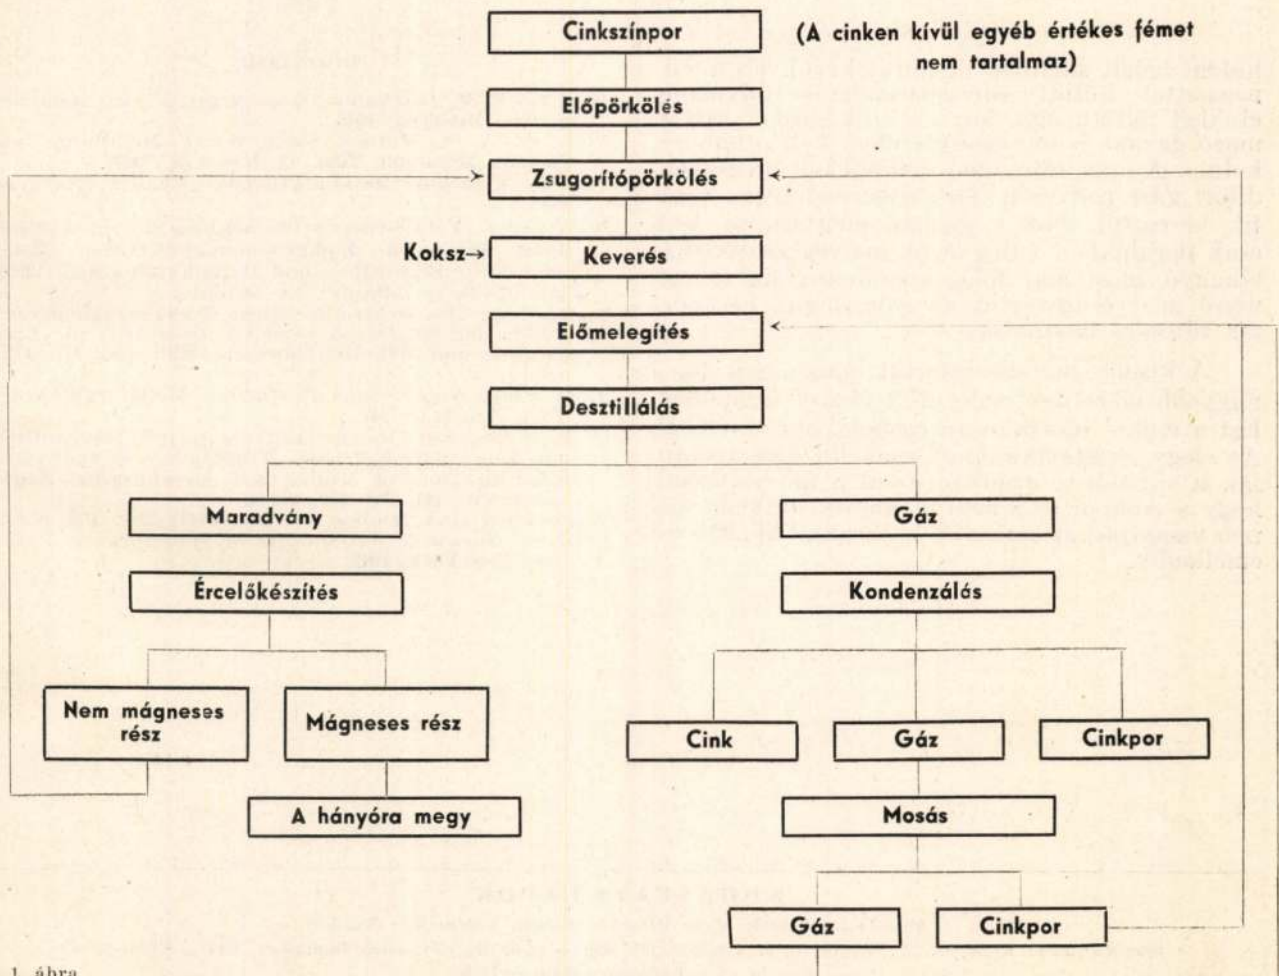 Cinkszínpor
(A cinken kívül egyéb értékes fémet
nem tartalmaz)
Előpörkölés
Zsugorítópörkölés
Koksz→
Keverés
Előmelegítés
Desztillálás
Maradvány
Gáz
Ércelőkészítés
Kondenzálás
Nem mágneses
rész
Mágneses rész
Cink
Gáz
Cinkpor
A hányóra megy
Mosás
Gáz
Cinkpor
1. ábra